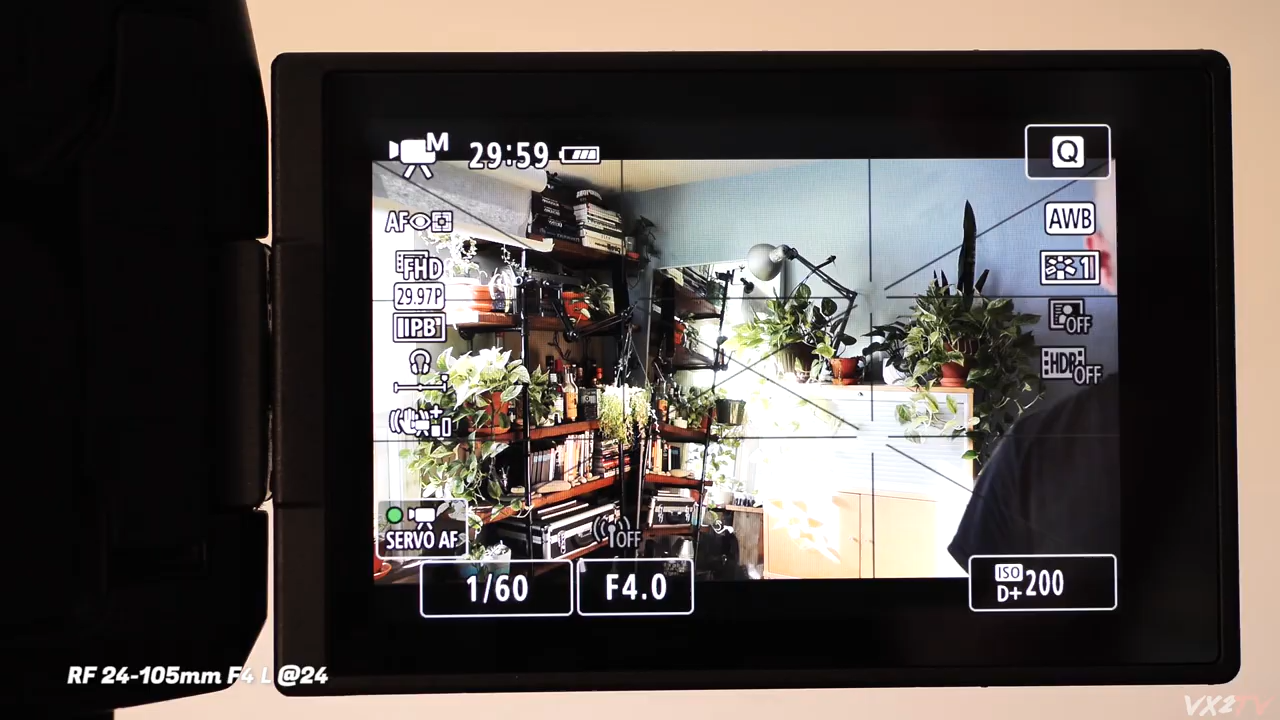 M
29:59
Q
AF
AWB
FHD
1
29.97P
IPB
OFF
HDR OFF
SERVO AF
OFF
1/60
F4.0
ISO
D+ 200
RF 24-105mm F4 L @24
VX2TV